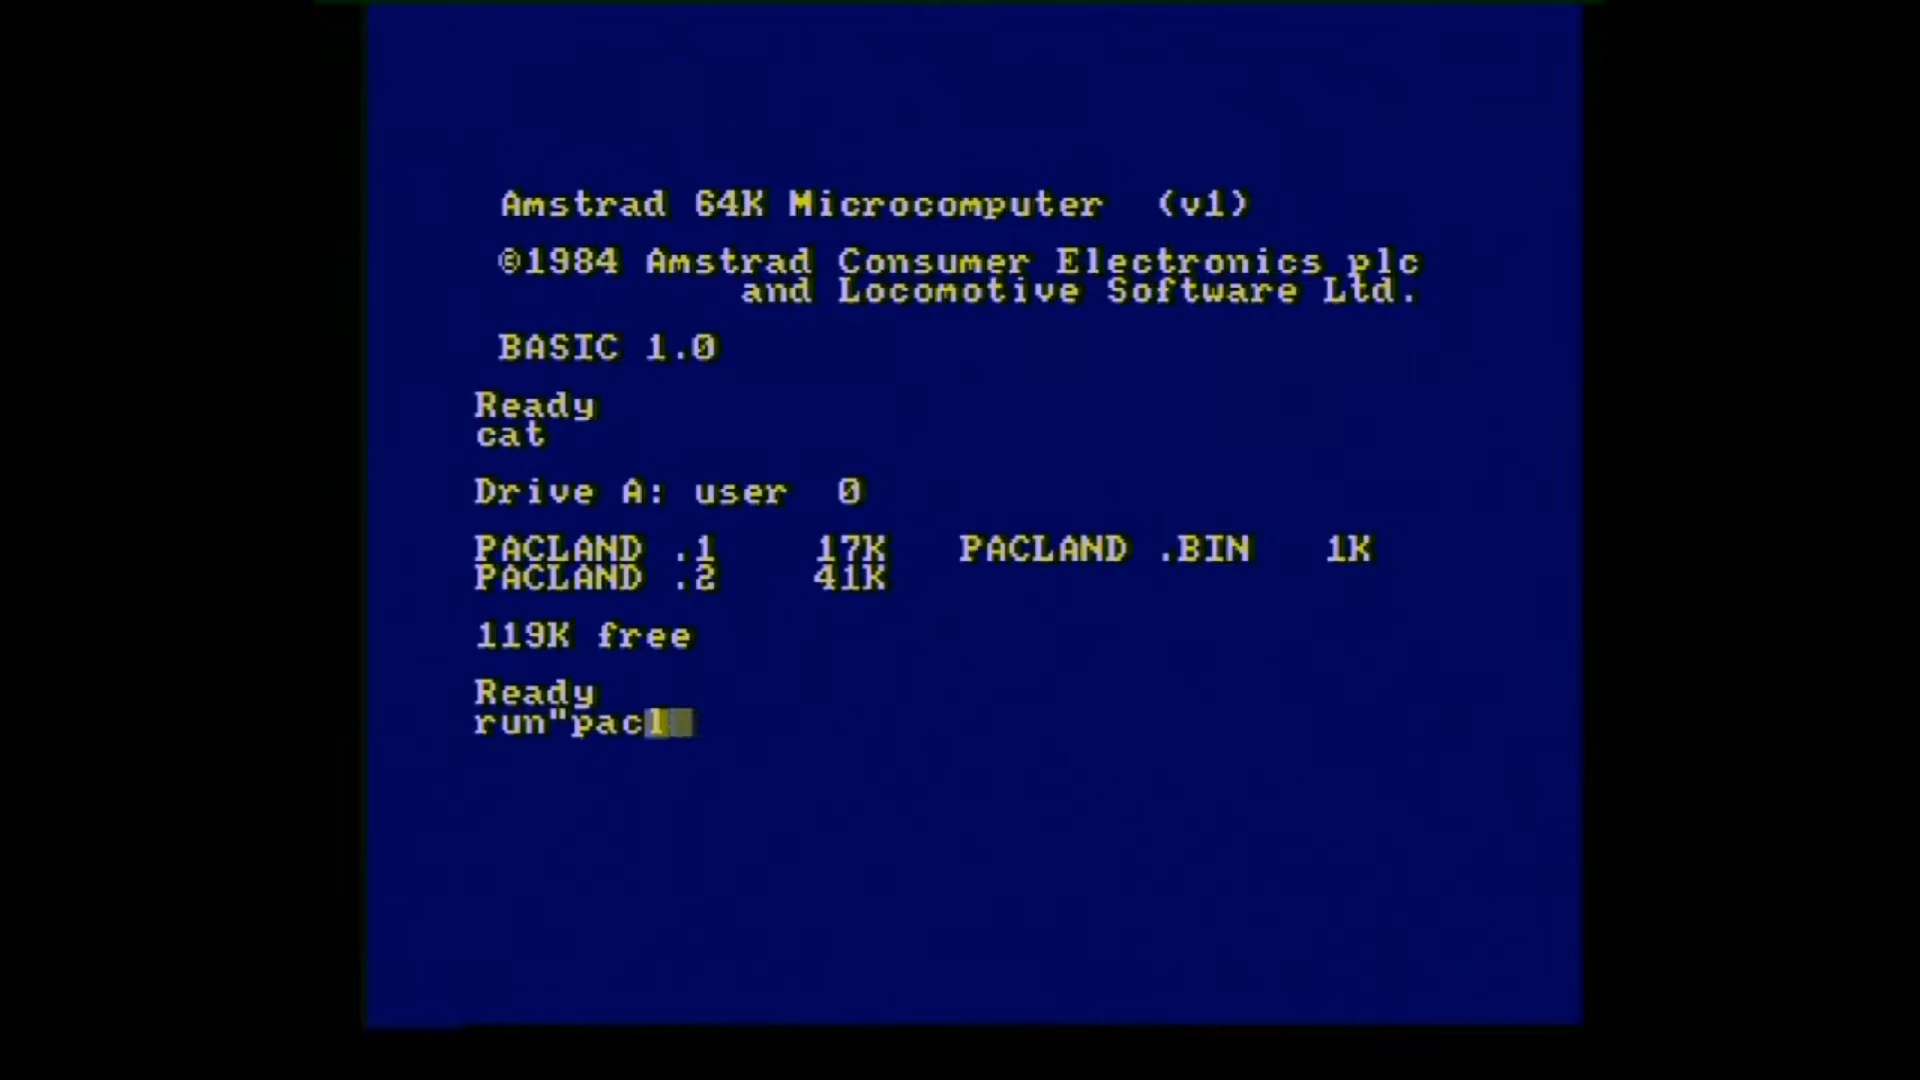 Amstrad 64K Microcomputer (v1)
©1984 Amstrad Consumer Electronics plc
and Locomotive Software Ltd.
BASIC 1.0
Ready
cat
Drive A: user 0
PACLAND .1 17K PACLAND .BIN 1K
PACLAND .2 41K
119K free
Ready
run"pacl